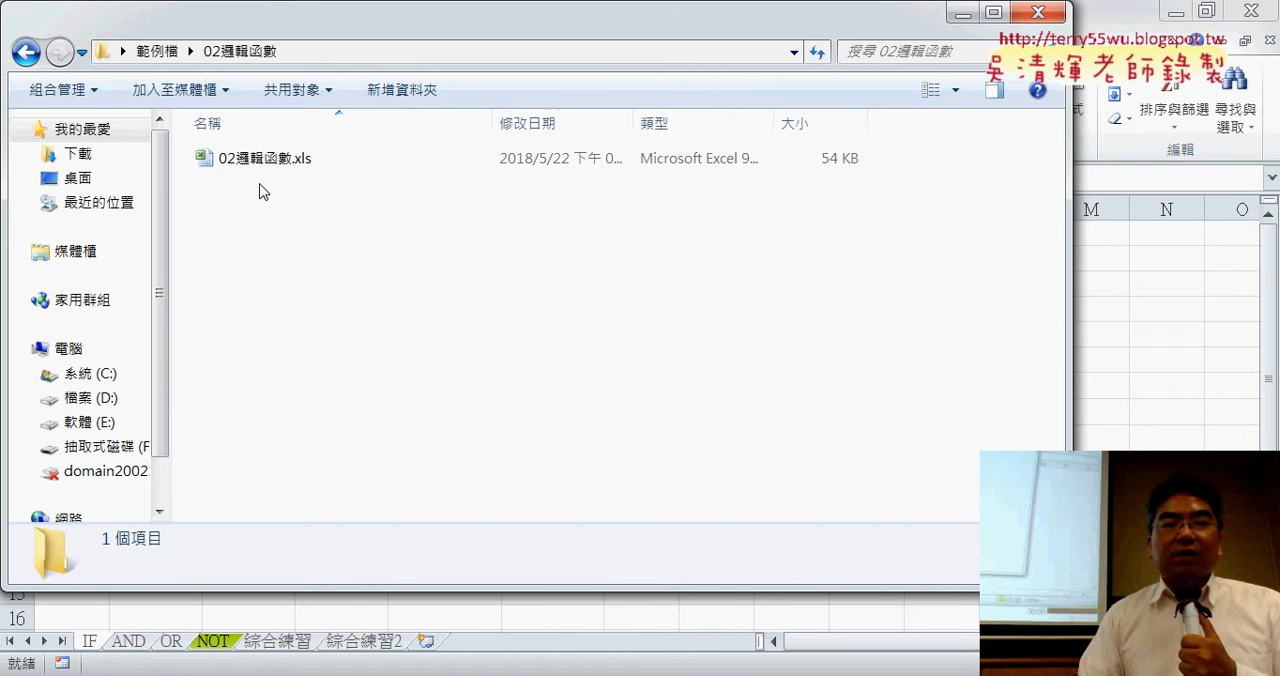 http://terry55wu.blogspot.tw
吳清輝老師錄製
範例檔 02邏輯函數
搜尋 02邏輯函數
組合管理 加入至媒體櫃 共用對象 新增資料夾
名稱 修改日期 類型 大小
02邏輯函數.xls 2018/5/22 下午 0... Microsoft Excel 9... 54 KB
我的最愛
下載
桌面
最近的位置
媒體櫃
家用群組
電腦
系統 (C:)
檔案 (D:)
軟體 (E:)
抽取式磁碟 (F
domain2002
網路
1 個項目
排序與篩選 尋找與
選取
編輯
M N O
16
IF AND OR NOT 綜合練習 綜合練習2
就緒